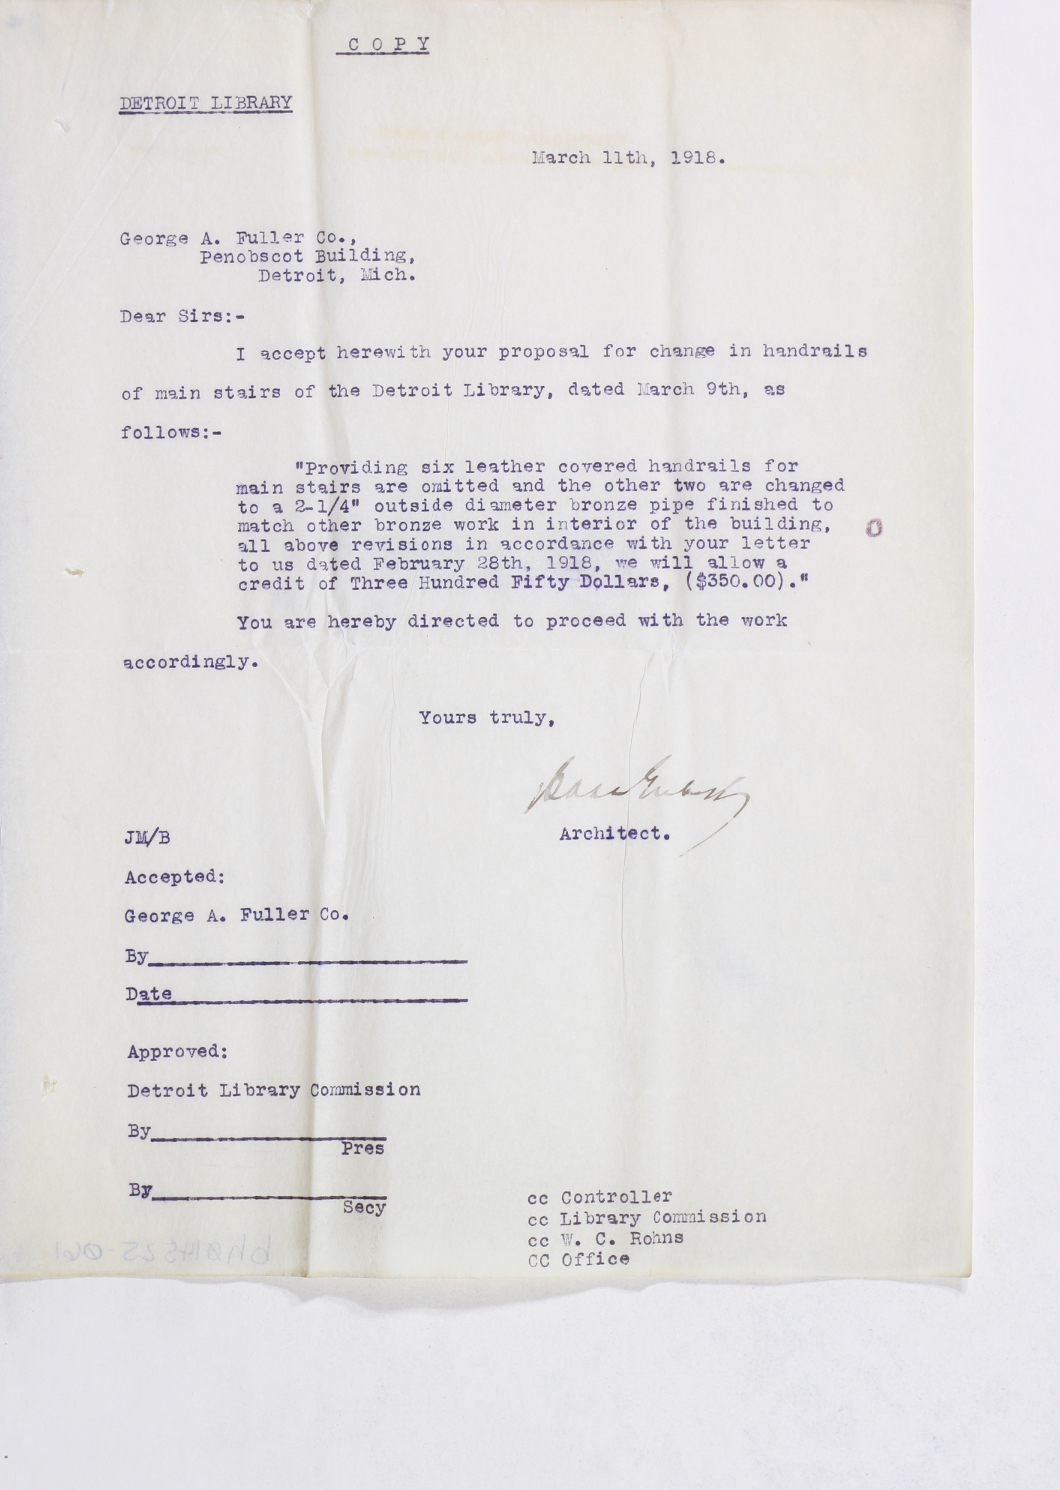 C O P Y
DETROIT LIBRARY
March 11th, 1918.
George A. Fuller Co.,
Penobscot Building,
Detroit, Mich.
Dear Sirs:-
I accept herewith your proposal for change in handrails
of main stairs of the Detroit Library, dated March 9th, as
follows:-
"Providing six leather covered handrails for
main stairs are omitted and the other two are changed
to a 2-1/4" outside diameter bronze pipe finished to
match other bronze work in interior of the building,
all above revisions in accordance with your letter
to us dated February 28th, 1918, we will allow a
credit of Three Hundred Fifty Dollars, ($350.00)."
You are hereby directed to proceed with the work
accordingly.
Yours truly,
Architect.
JM/B
Accepted:
George A. Fuller Co.
By
Date
Approved:
Detroit Library Commission
By
Pres
By
Secy
cc Controller
cc Library Commission
cc W. C. Rohns
CC Office